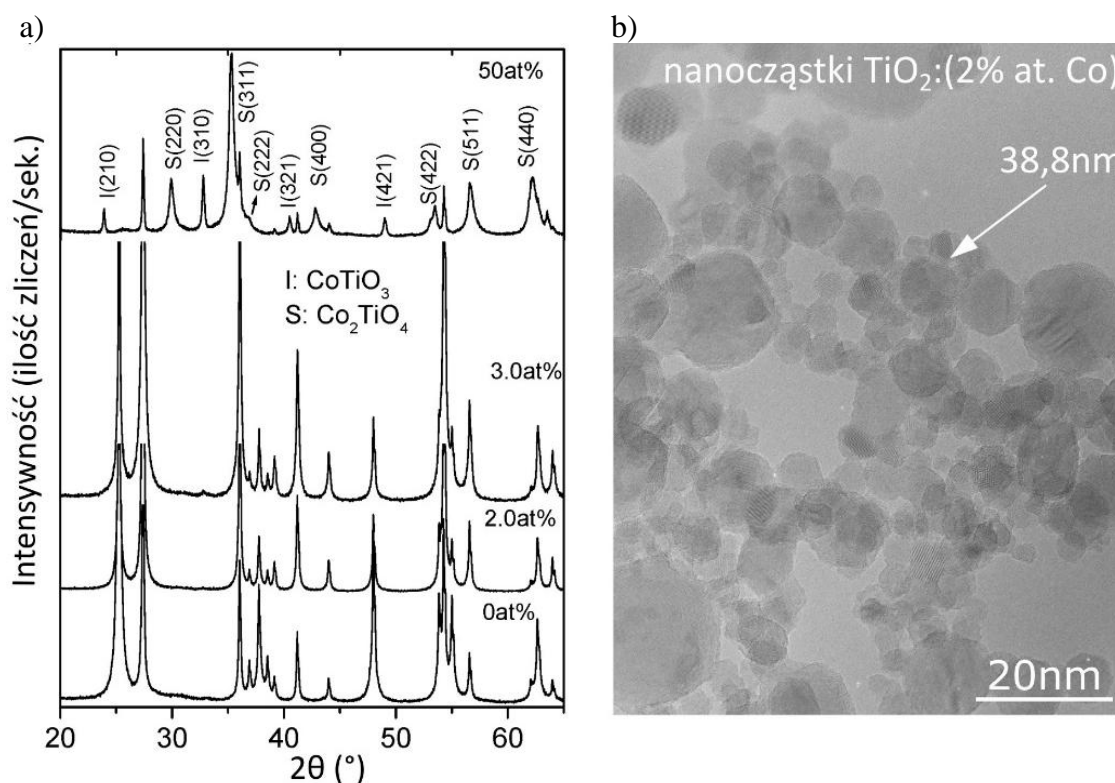 a)
b)
50at%
I(210)
S(220)
I(310)
S(311)
S(222)
I(321)
S(400)
I(421)
S(422)
S(511)
S(440)
I: CoTiO₃
S: Co₂TiO₄
3.0at%
2.0at%
0at%
Intensywność (ilość zliczeń/sek.)
20 30 40 50 60
2θ (°)
nanocząstki TiO₂:(2% at. Co)
38,8nm
20nm